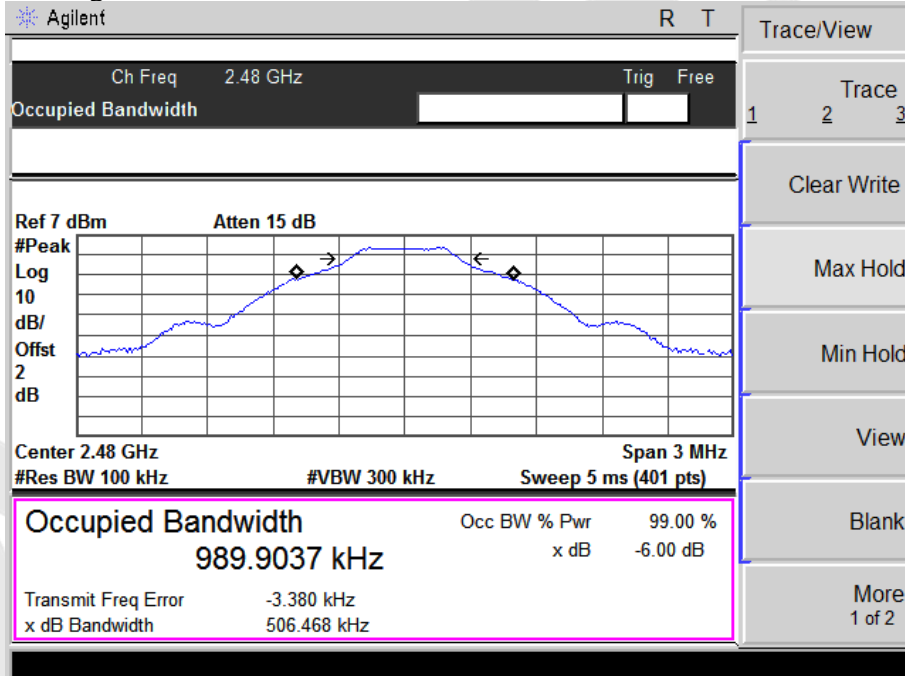 Agilent R T
Ch Freq 2.48 GHz Trig Free
Occupied Bandwidth
Ref 7 dBm Atten 15 dB
#Peak
Log
10
dB/
Offst
2
dB
Center 2.48 GHz Span 3 MHz
#Res BW 100 kHz #VBW 300 kHz Sweep 5 ms (401 pts)
Occupied Bandwidth Occ BW % Pwr 99.00 %
989.9037 kHz x dB -6.00 dB
Transmit Freq Error -3.380 kHz
x dB Bandwidth 506.468 kHz
Trace/View
Trace
1 2 3
Clear Write
Max Hold
Min Hold
View
Blank
More
1 of 2